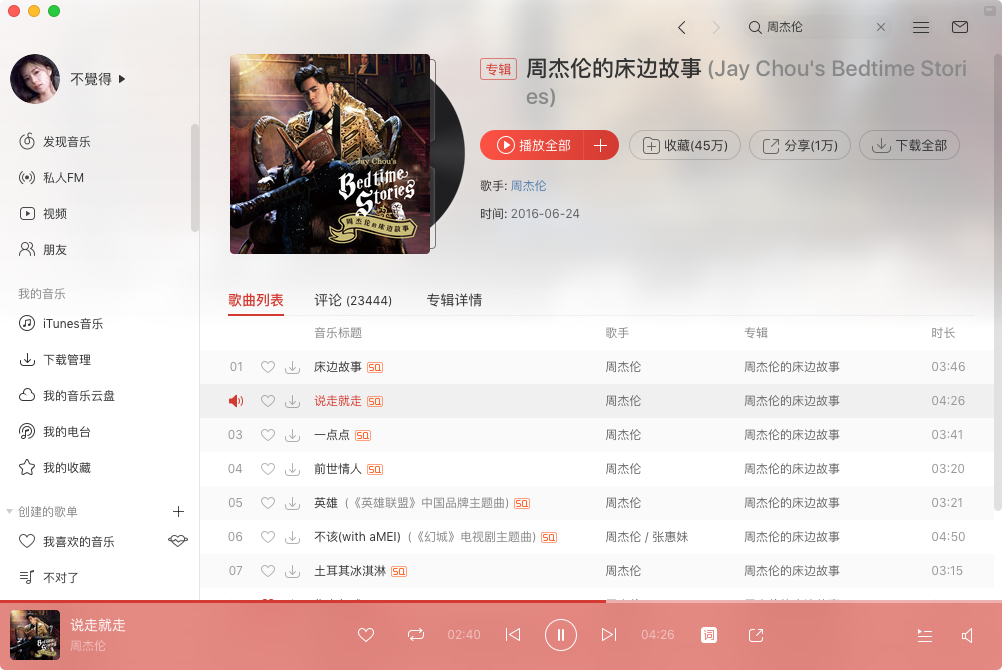 周杰伦
不覺得
发现音乐
私人FM
视频
朋友
我的音乐
iTunes音乐
下载管理
我的音乐云盘
我的电台
我的收藏
创建的歌单
我喜欢的音乐
不对了
Jay Chou's
Bedtime
Stories
周杰伦的床边故事
专辑 周杰伦的床边故事 (Jay Chou's Bedtime Stori
es)
播放全部 收藏(45万) 分享(1万) 下载全部
歌手: 周杰伦
时间: 2016-06-24
歌曲列表 评论 (23444) 专辑详情
音乐标题 歌手 专辑 时长
01 床边故事 SQ 周杰伦 周杰伦的床边故事 03:46
说走就走 SQ 周杰伦 周杰伦的床边故事 04:26
03 一点点 SQ 周杰伦 周杰伦的床边故事 03:41
04 前世情人 SQ 周杰伦 周杰伦的床边故事 03:20
05 英雄（《英雄联盟》中国品牌主题曲) SQ 周杰伦 周杰伦的床边故事 03:21
06 不该(with aMEI)（《幻城》电视剧主题曲) SQ 周杰伦 / 张惠妹 周杰伦的床边故事 04:50
07 土耳其冰淇淋 SQ 周杰伦 周杰伦的床边故事 03:15
说走就走
周杰伦
02:40 04:26 词